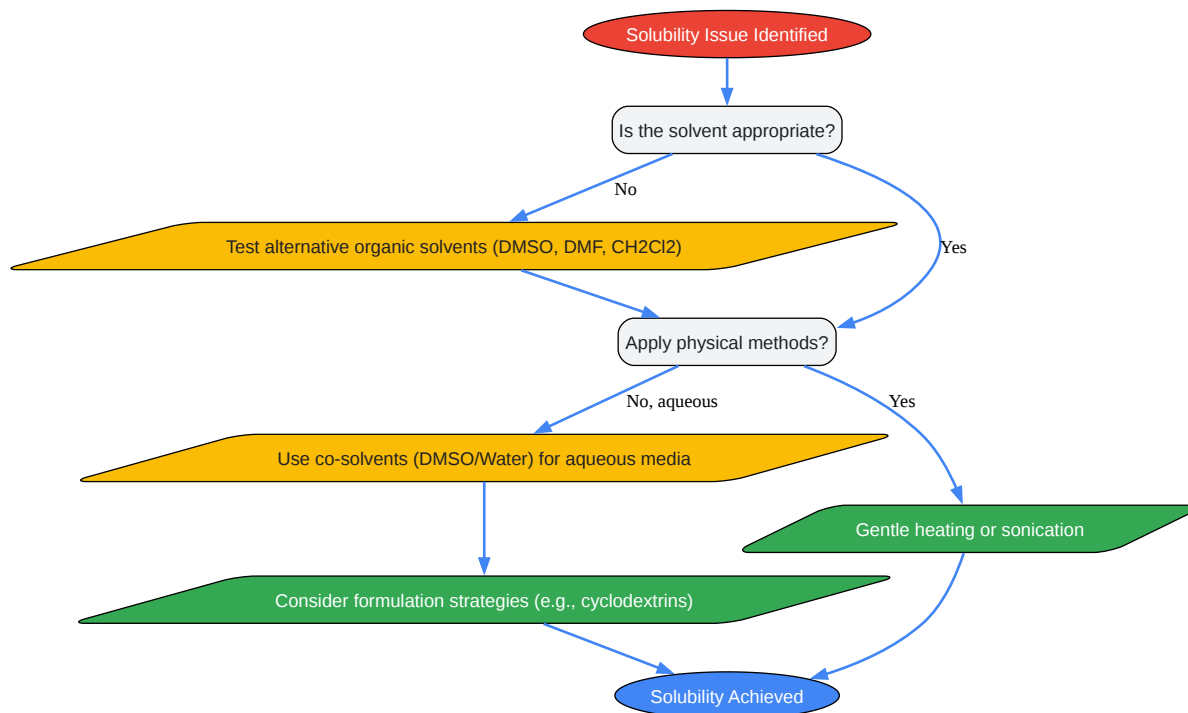 Solubility Issue Identified
Is the solvent appropriate?
No
Test alternative organic solvents (DMSO, DMF, CH2Cl2)
Yes
Apply physical methods?
No, aqueous
Yes
Use co-solvents (DMSO/Water) for aqueous media
Gentle heating or sonication
Consider formulation strategies (e.g., cyclodextrins)
Solubility Achieved